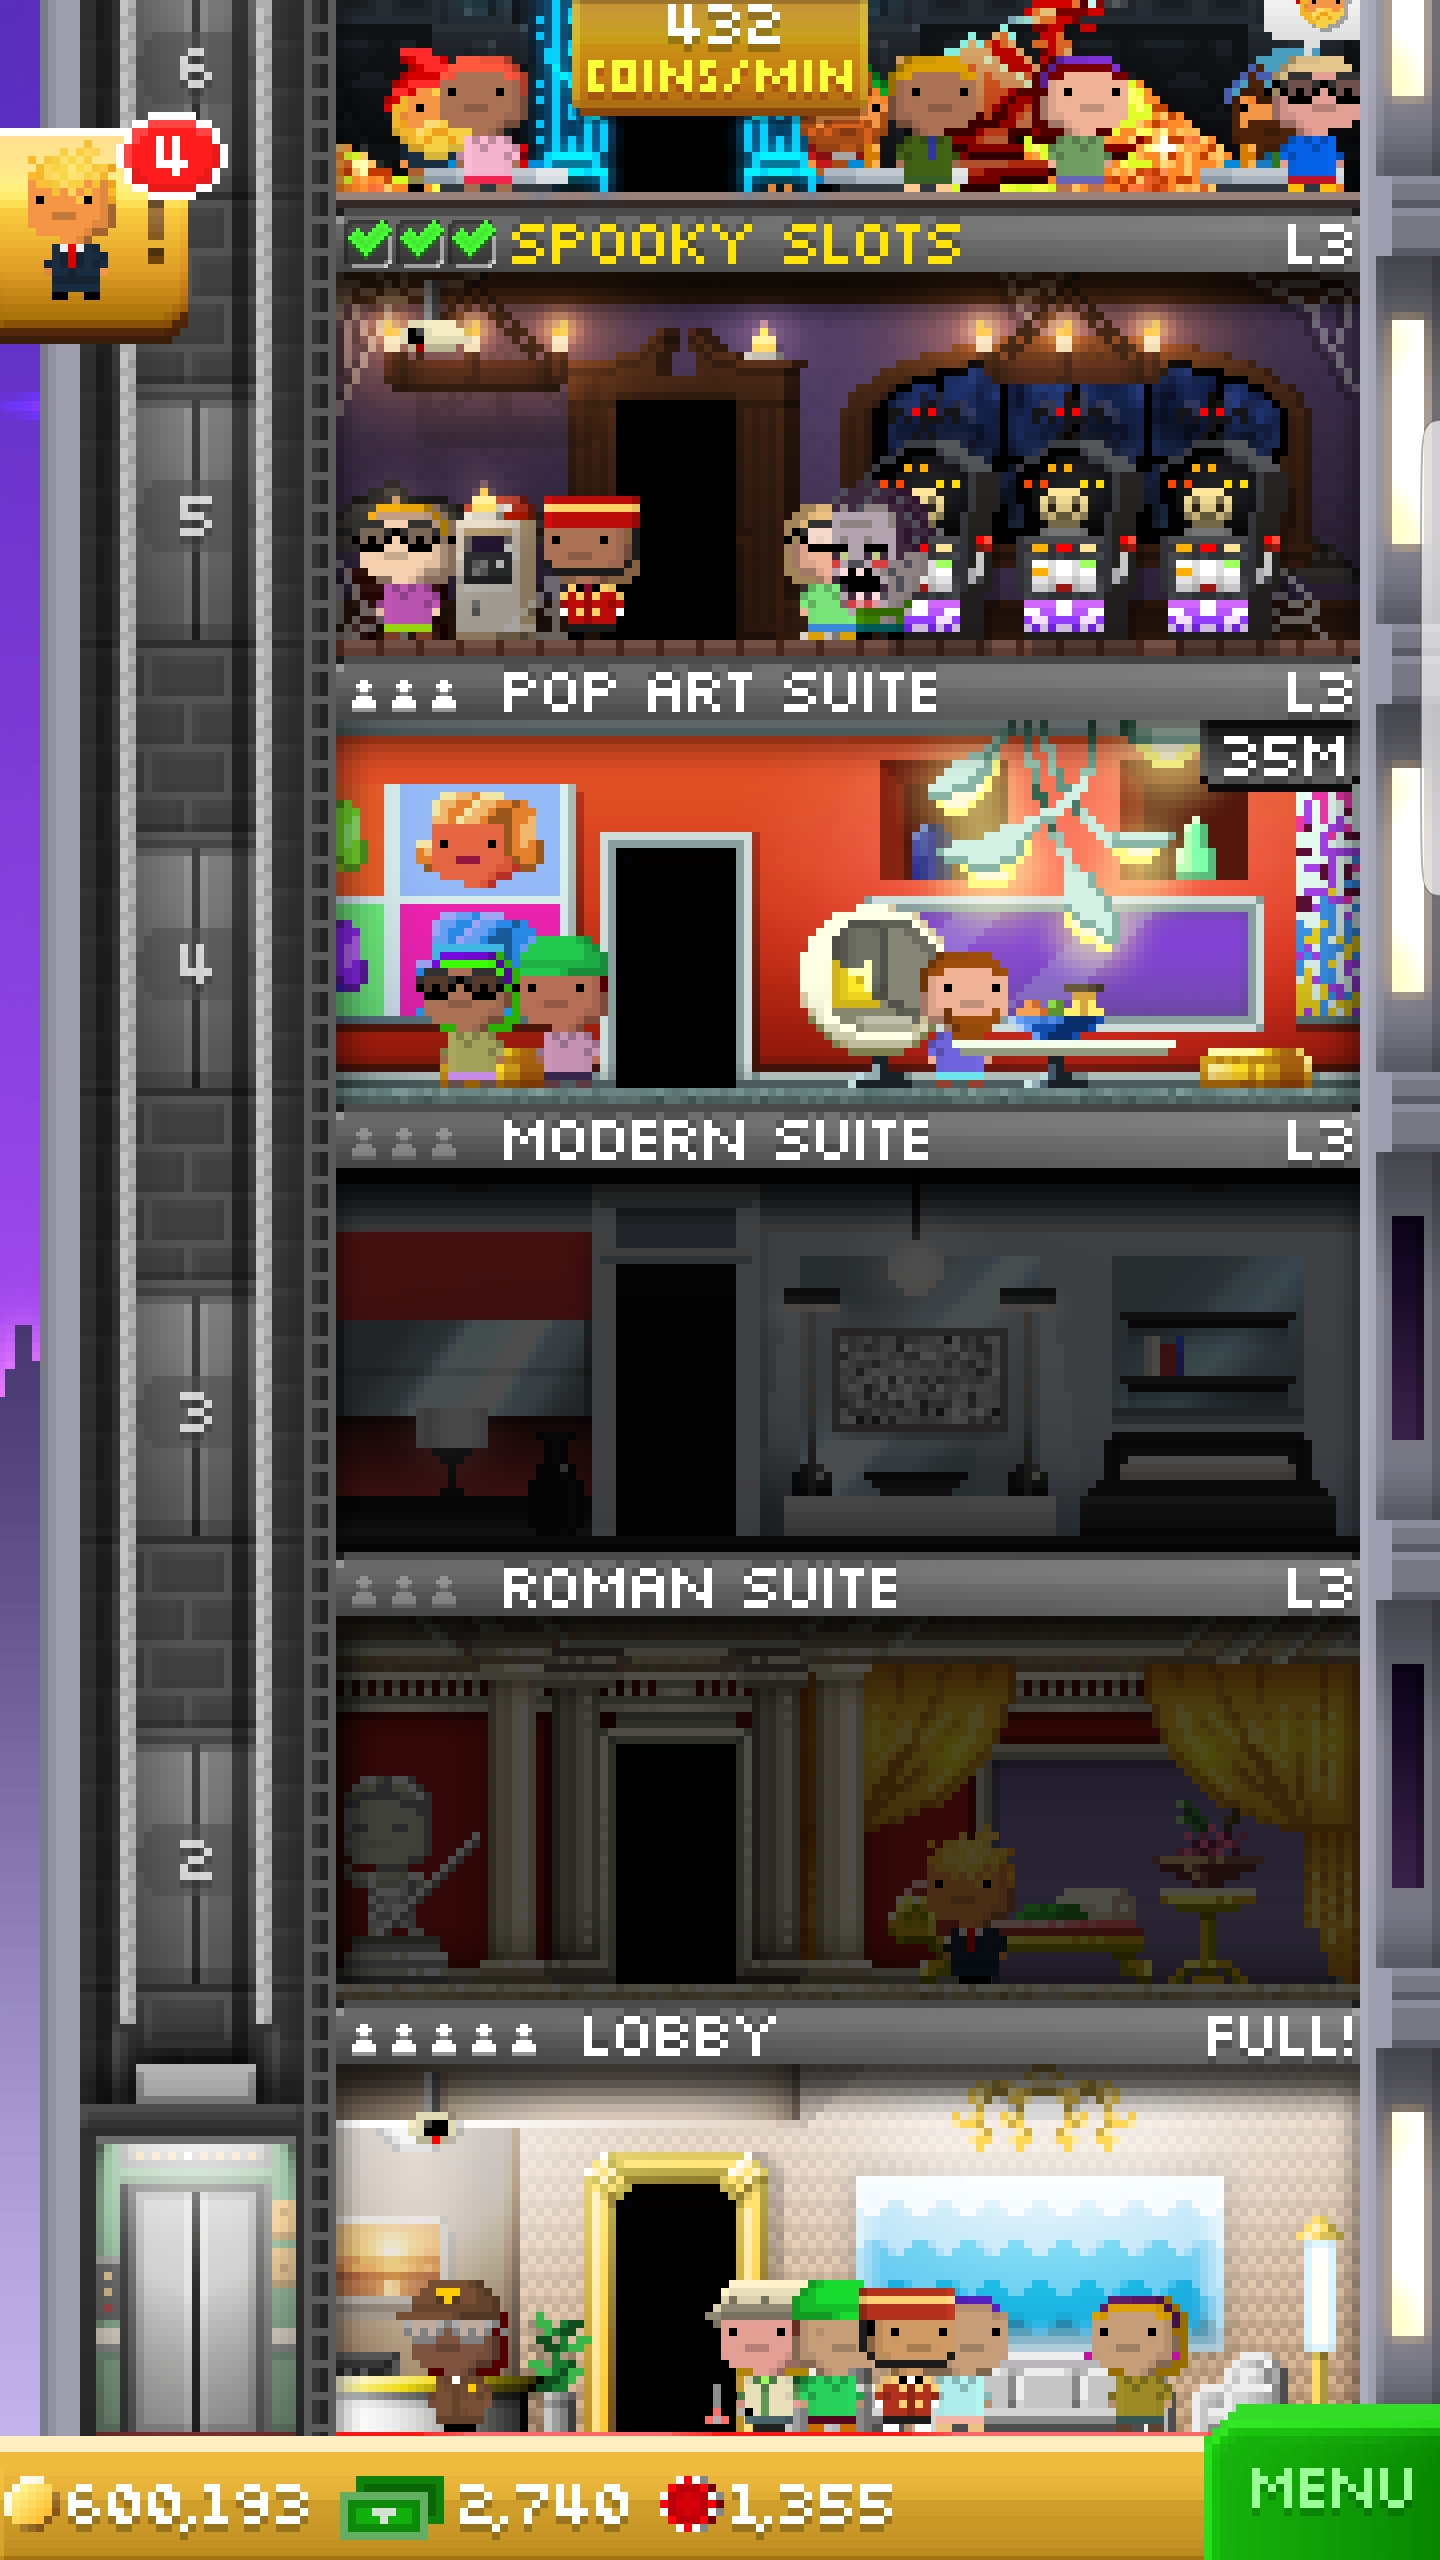 432
COINS/MIN
6
4
!
SPOOKY SLOTS L3
5
POP ART SUITE L3
35M
4
MODERN SUITE L3
3
ROMAN SUITE L3
2
LOBBY FULL!
600,193 2,740 1,355
MENU